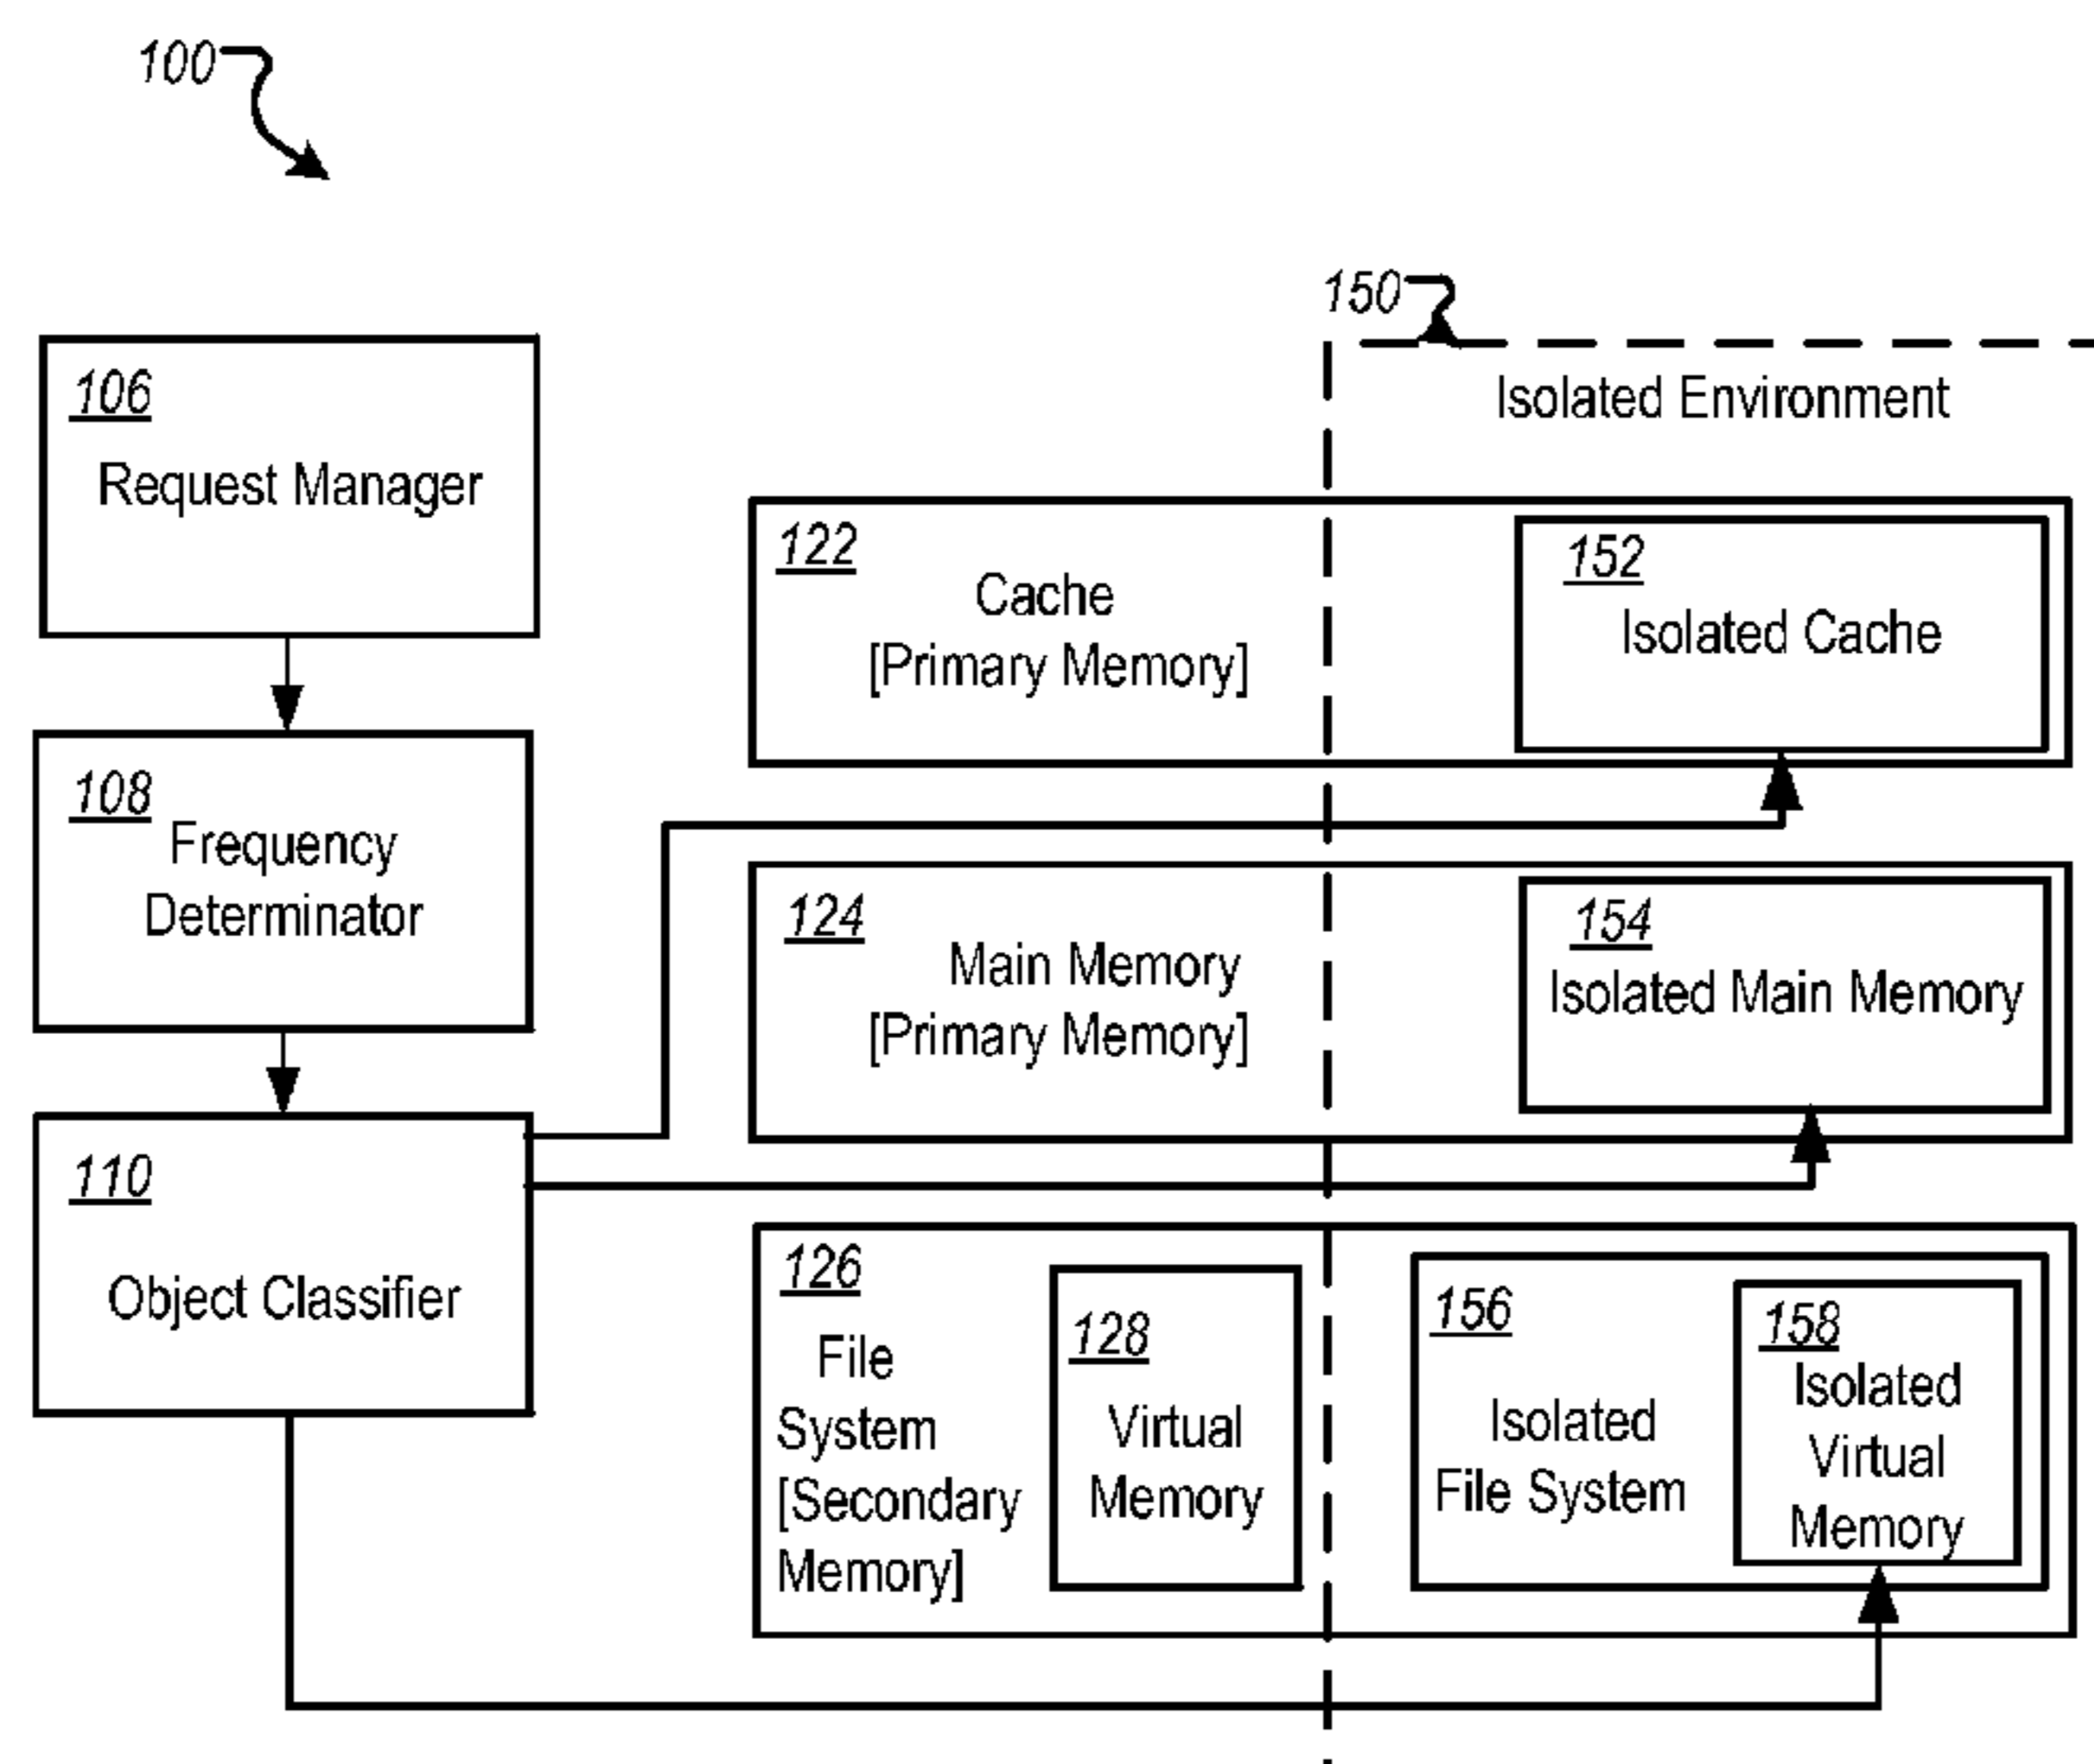 100
150
Isolated Environment
106
Request Manager
122
Cache
[Primary Memory]
152
Isolated Cache
108
Frequency
Determinator
124
Main Memory
[Primary Memory]
154
Isolated Main Memory
110
Object Classifier
126
File
System
[Secondary
Memory]
128
Virtual
Memory
156
Isolated
File System
158
Isolated
Virtual
Memory